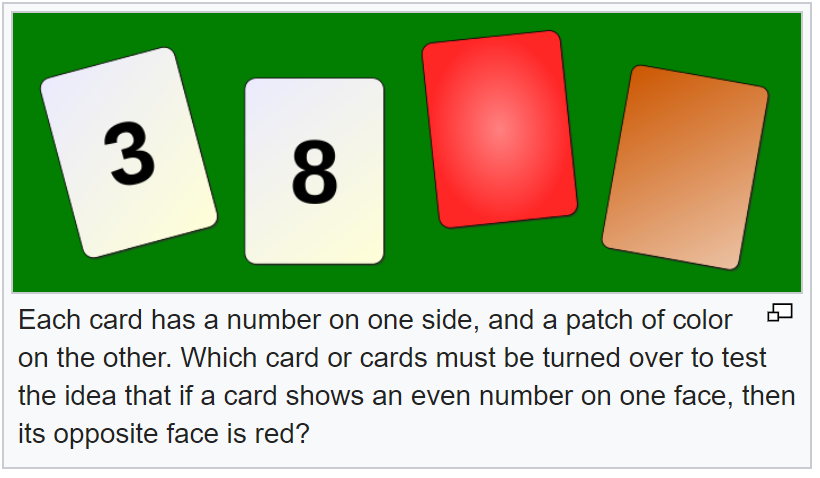 3
8
Each card has a number on one side, and a patch of color
on the other. Which card or cards must be turned over to test
the idea that if a card shows an even number on one face, then
its opposite face is red?